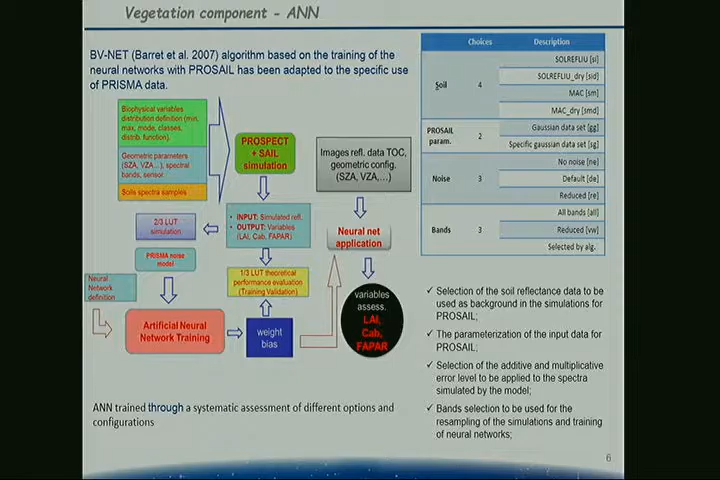 Vegetation component - ANN
BV-NET (Barret et al. 2007) algorithm based on the training of the
neural networks with PROSAIL has been adapted to the specific use
of PRISMA data.
Biophysical variables
distribution definition (min,
max, mode, classes,
distrib. function).
Geometric parameters
(SZA, VZA...), spectral
bands, sensor.
Soils spectra samples
PROSPECT
+ SAIL
simulation
Images refl. data TOC,
geometric config.
(SZA, VZA,...)
2/3 LUT
simulation
• INPUT: Simulated refl.
• OUTPUT: Variables
(LAI, Cab, FAPAR)
Neural net
application
PRISMA noise
model
1/3 LUT theoretical
performance evaluation
(Training Validation)
Neural
Network
definition
Artificial Neural
Network Training
weight
bias
variables
assess.
LAI,
Cab,
FAPAR
ANN trained through a systematic assessment of different options and
configurations
Choices Description
Soil 4
SOLREFLIU [sl]
SOLREFLIU_dry [sld]
MAC [sm]
MAC_dry [smd]
PROSAIL
param. 2
Gaussian data set [gg]
Specific gaussian data set [sg]
Noise 3
No noise [ne]
Default [de]
Reduced [re]
Bands 3
All bands [all]
Reduced [vw]
Selected by alg.
✓ Selection of the soil reflectance data to be
used as background in the simulations for
PROSAIL;
✓ The parameterization of the input data for
PROSAIL;
✓ Selection of the additive and multiplicative
error level to be applied to the spectra
simulated by the model;
✓ Bands selection to be used for the
resampling of the simulations and training
of neural networks;
6